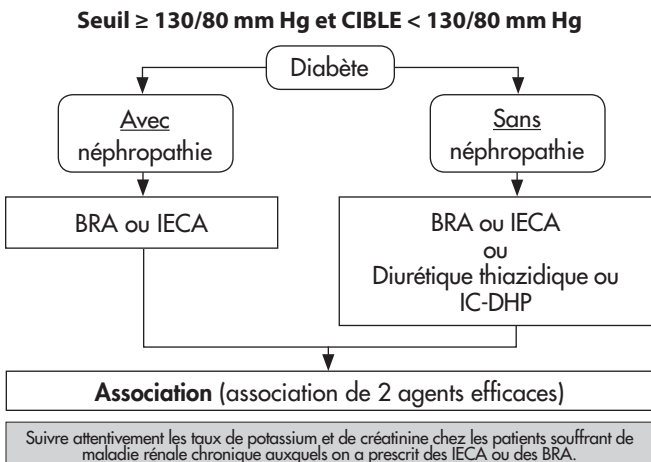 Seuil ≥ 130/80 mm Hg et CIBLE < 130/80 mm Hg
Diabète
Avec
néphropathie
Sans
néphropathie
BRA ou IECA
BRA ou IECA
ou
Diurétique thiazidique ou
IC-DHP
Association (association de 2 agents efficaces)
Suivre attentivement les taux de potassium et de créatinine chez les patients souffrant de
maladie rénale chronique auxquels on a prescrit des IECA ou des BRA.